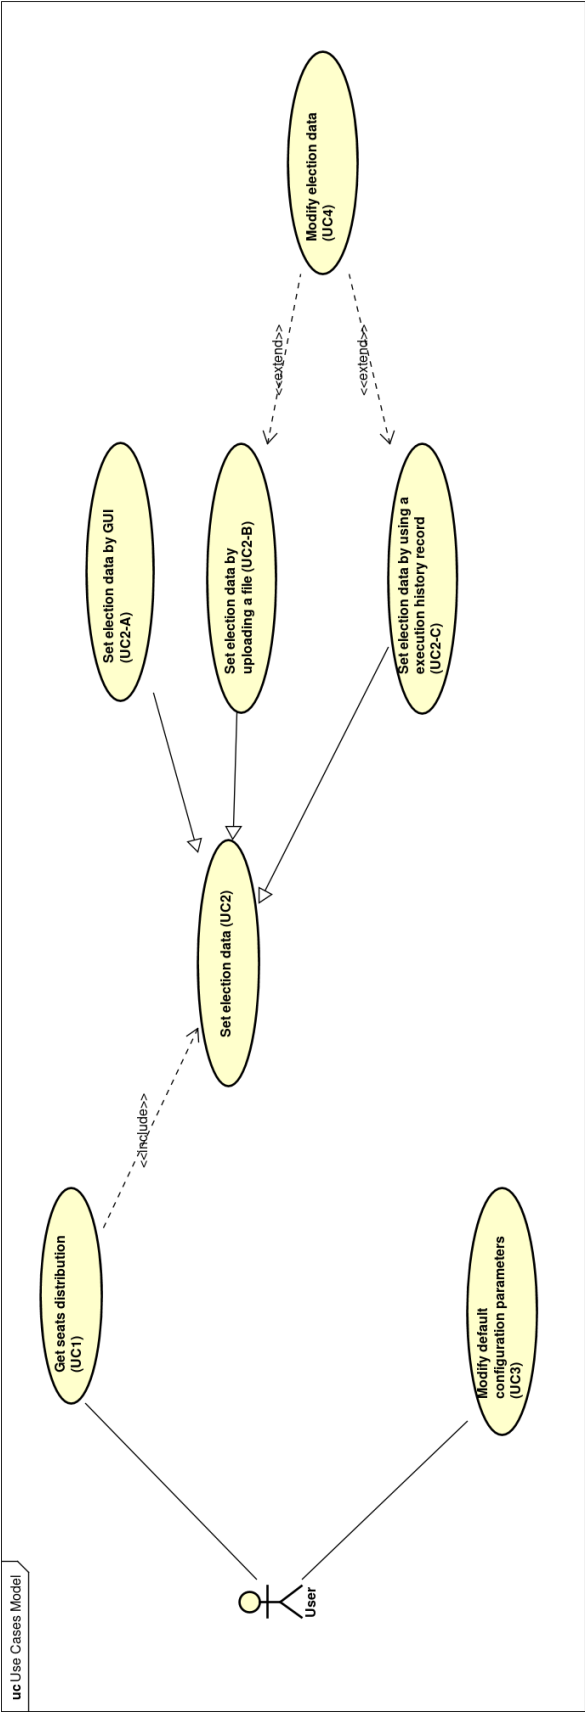 uc Use Cases Model
User
Get seats distribution
(UC1)
<<include>>
Modify default
configuration parameters
(UC3)
Set election data (UC2)
Set election data by GUI
(UC2-A)
Set election data by
uploading a file (UC2-B)
Set election data by using a
execution history record
(UC2-C)
<<extend>>
<<extend>>
Modify election data
(UC4)